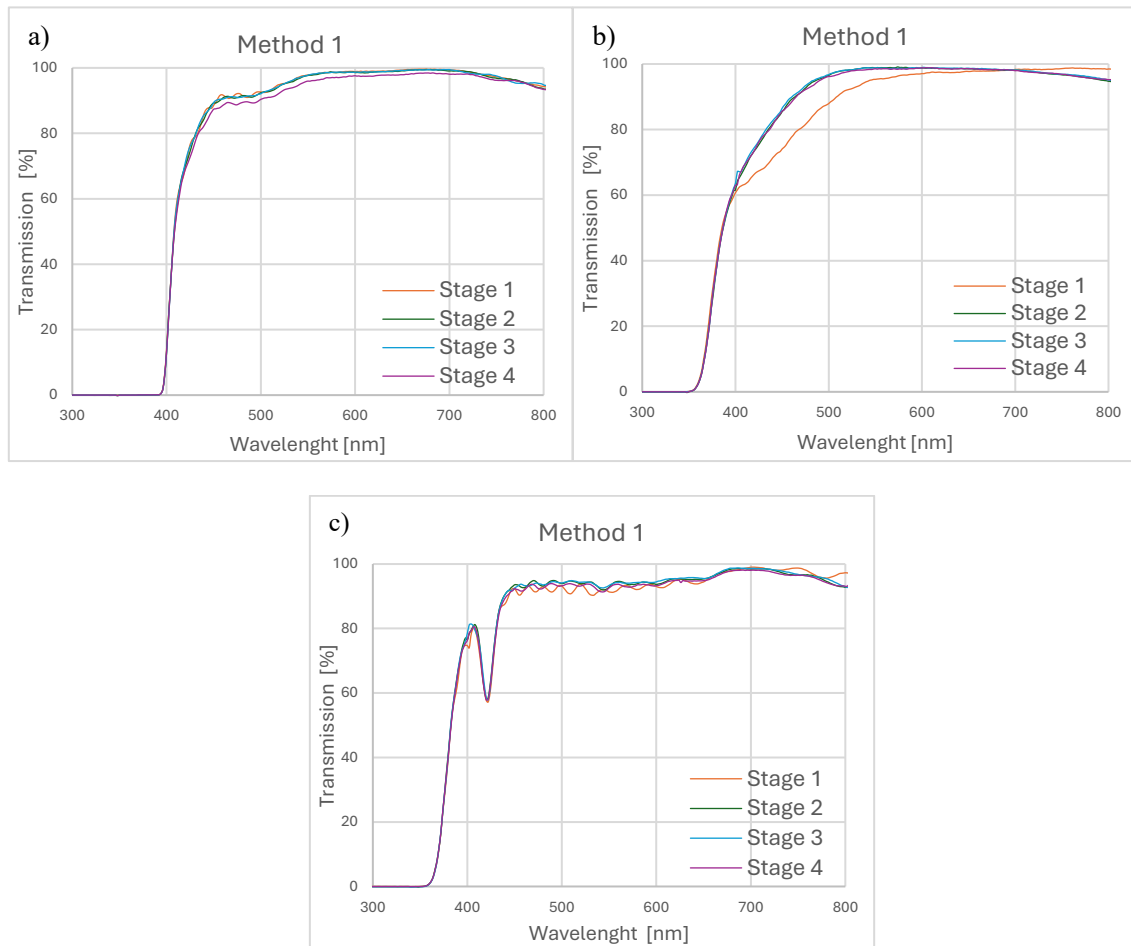 a)
Method 1
Transmission [%]
100
80
60
40
20
0
300 400 500 600 700 800
Wavelenght [nm]
Stage 1
Stage 2
Stage 3
Stage 4
b)
Method 1
Transmission [%]
100
80
60
40
20
0
300 400 500 600 700 800
Wavelenght [nm]
Stage 1
Stage 2
Stage 3
Stage 4
c)
Method 1
Transmission [%]
100
80
60
40
20
0
300 400 500 600 700 800
Wavelenght [nm]
Stage 1
Stage 2
Stage 3
Stage 4